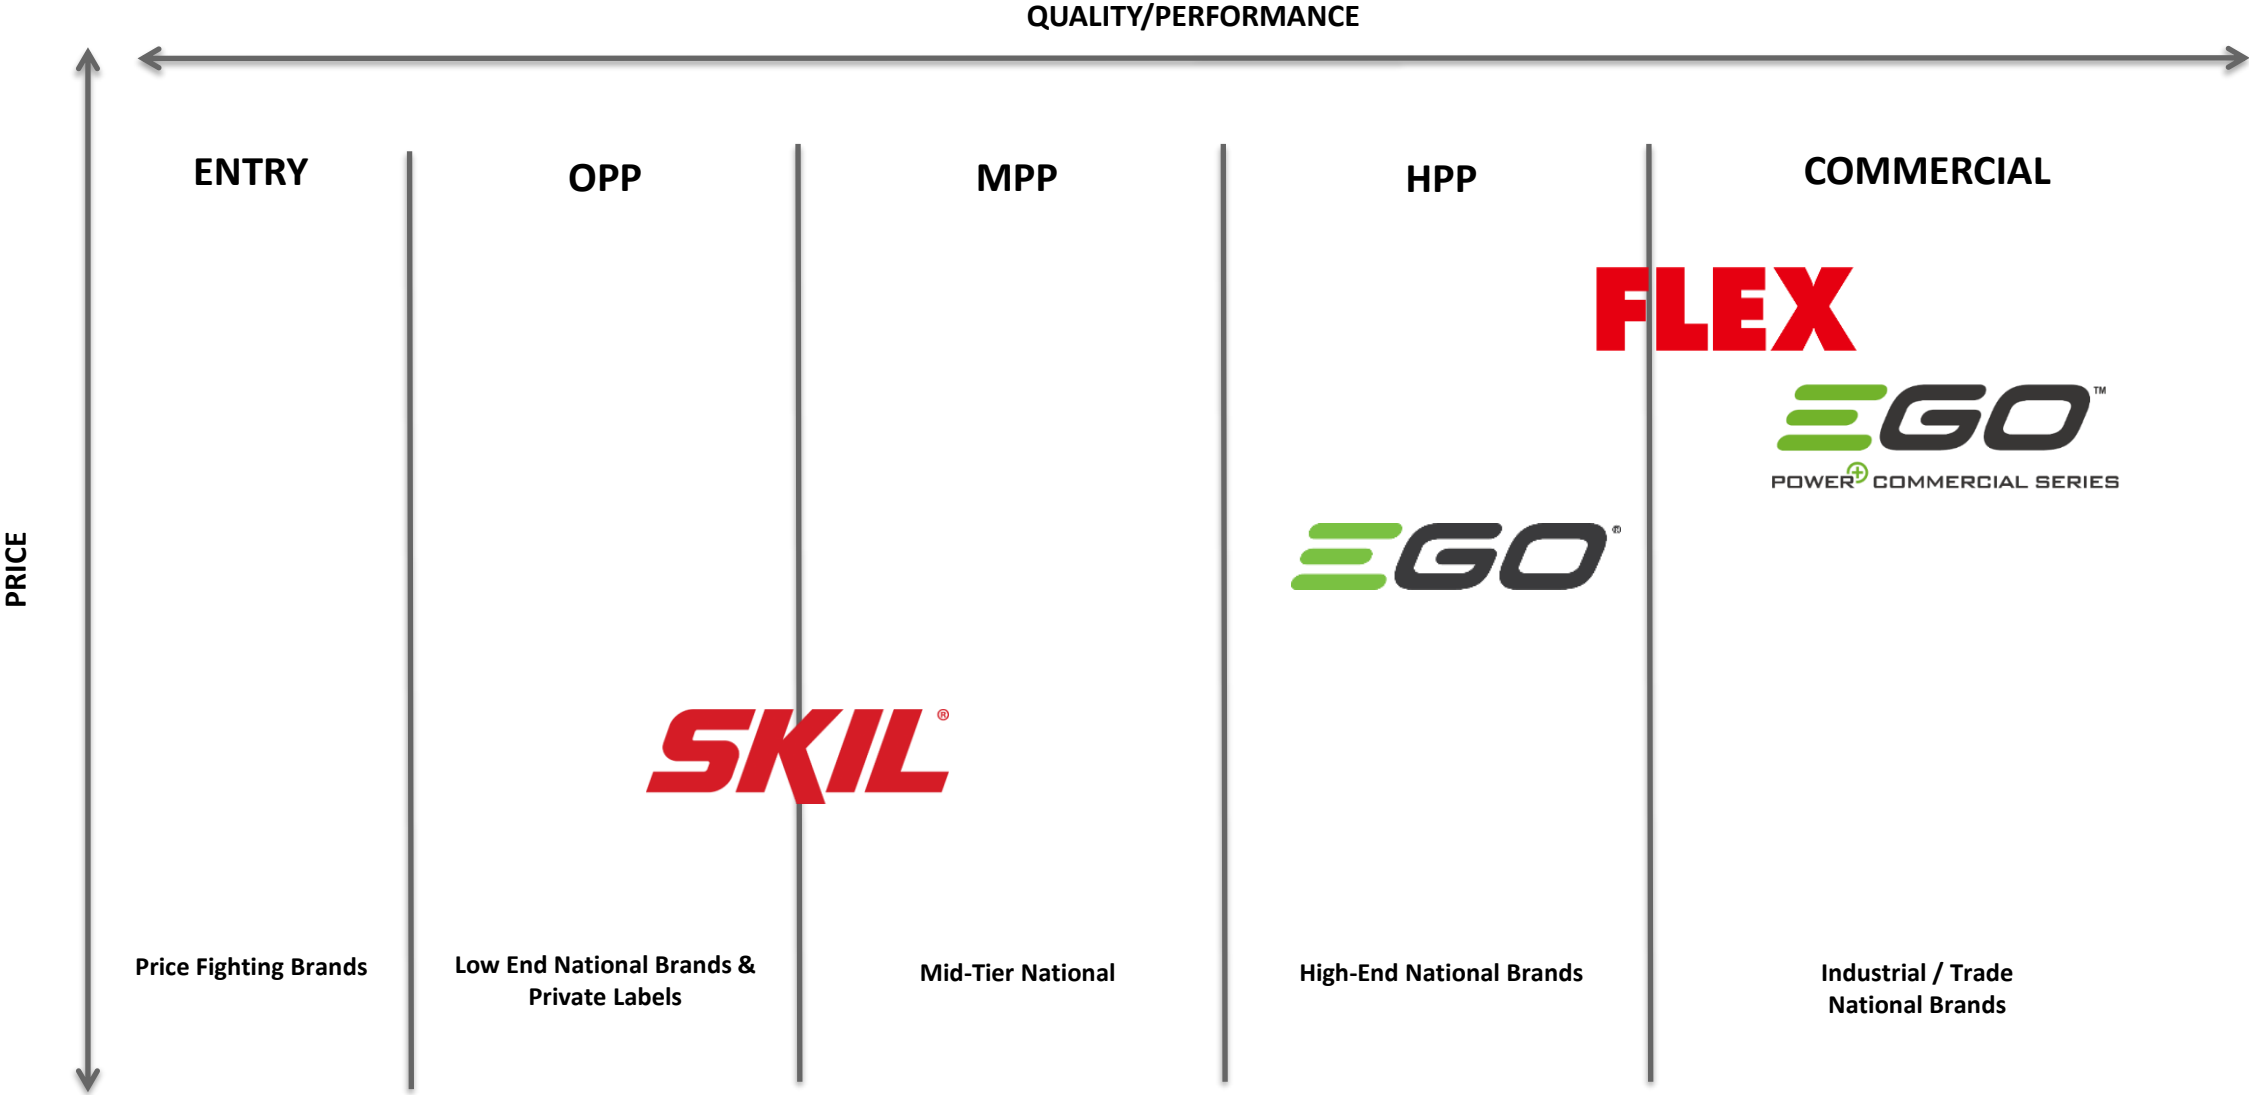 QUALITY/PERFORMANCE
ENTRY
OPP
MPP
HPP
COMMERCIAL
FLEX
EGO™
POWER+ COMMERCIAL SERIES
EGO®
PRICE
SKIL®
Price Fighting Brands
Low End National Brands &
Private Labels
Mid-Tier National
High-End National Brands
Industrial / Trade
National Brands